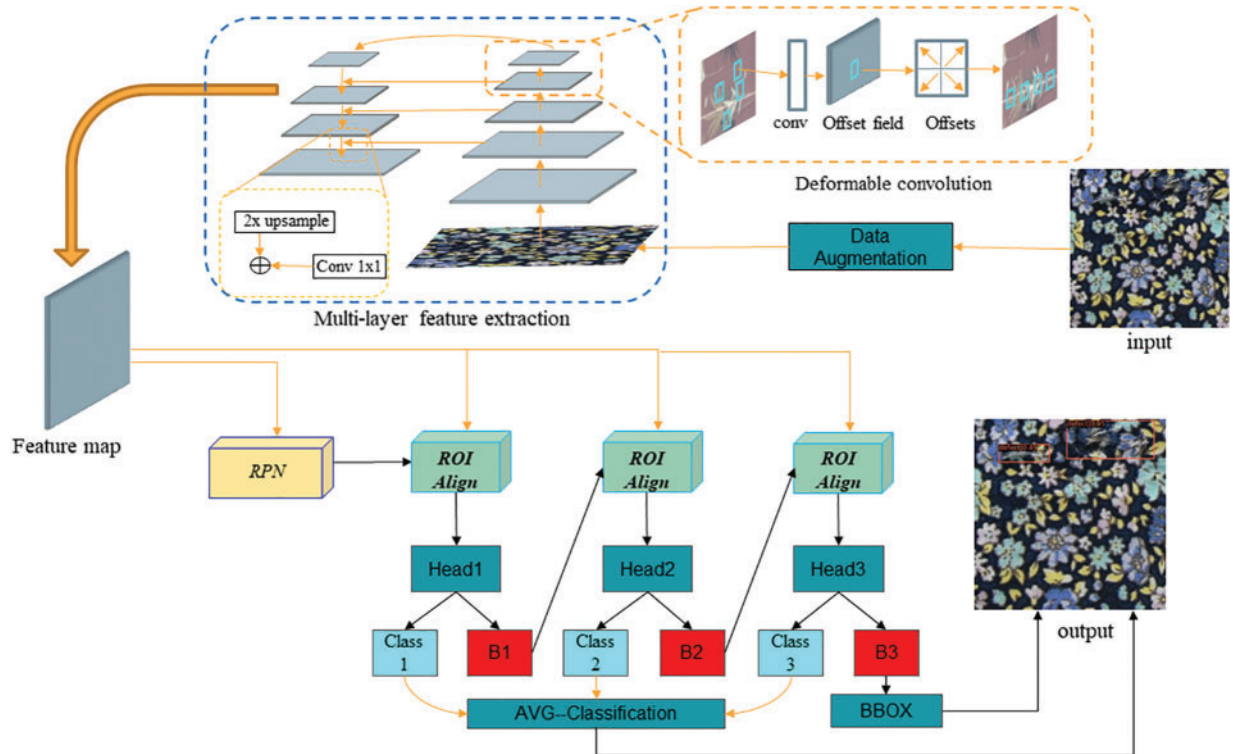 conv
Offset field
Offsets
Deformable convolution
2x upsample
Conv 1x1
Multi-layer feature extraction
Data
Augmentation
input
Feature map
RPN
ROI
Align
ROI
Align
ROI
Align
Head1
Head2
Head3
Class
1
B1
Class
2
B2
Class
3
B3
output
AVG--Classification
BBOX